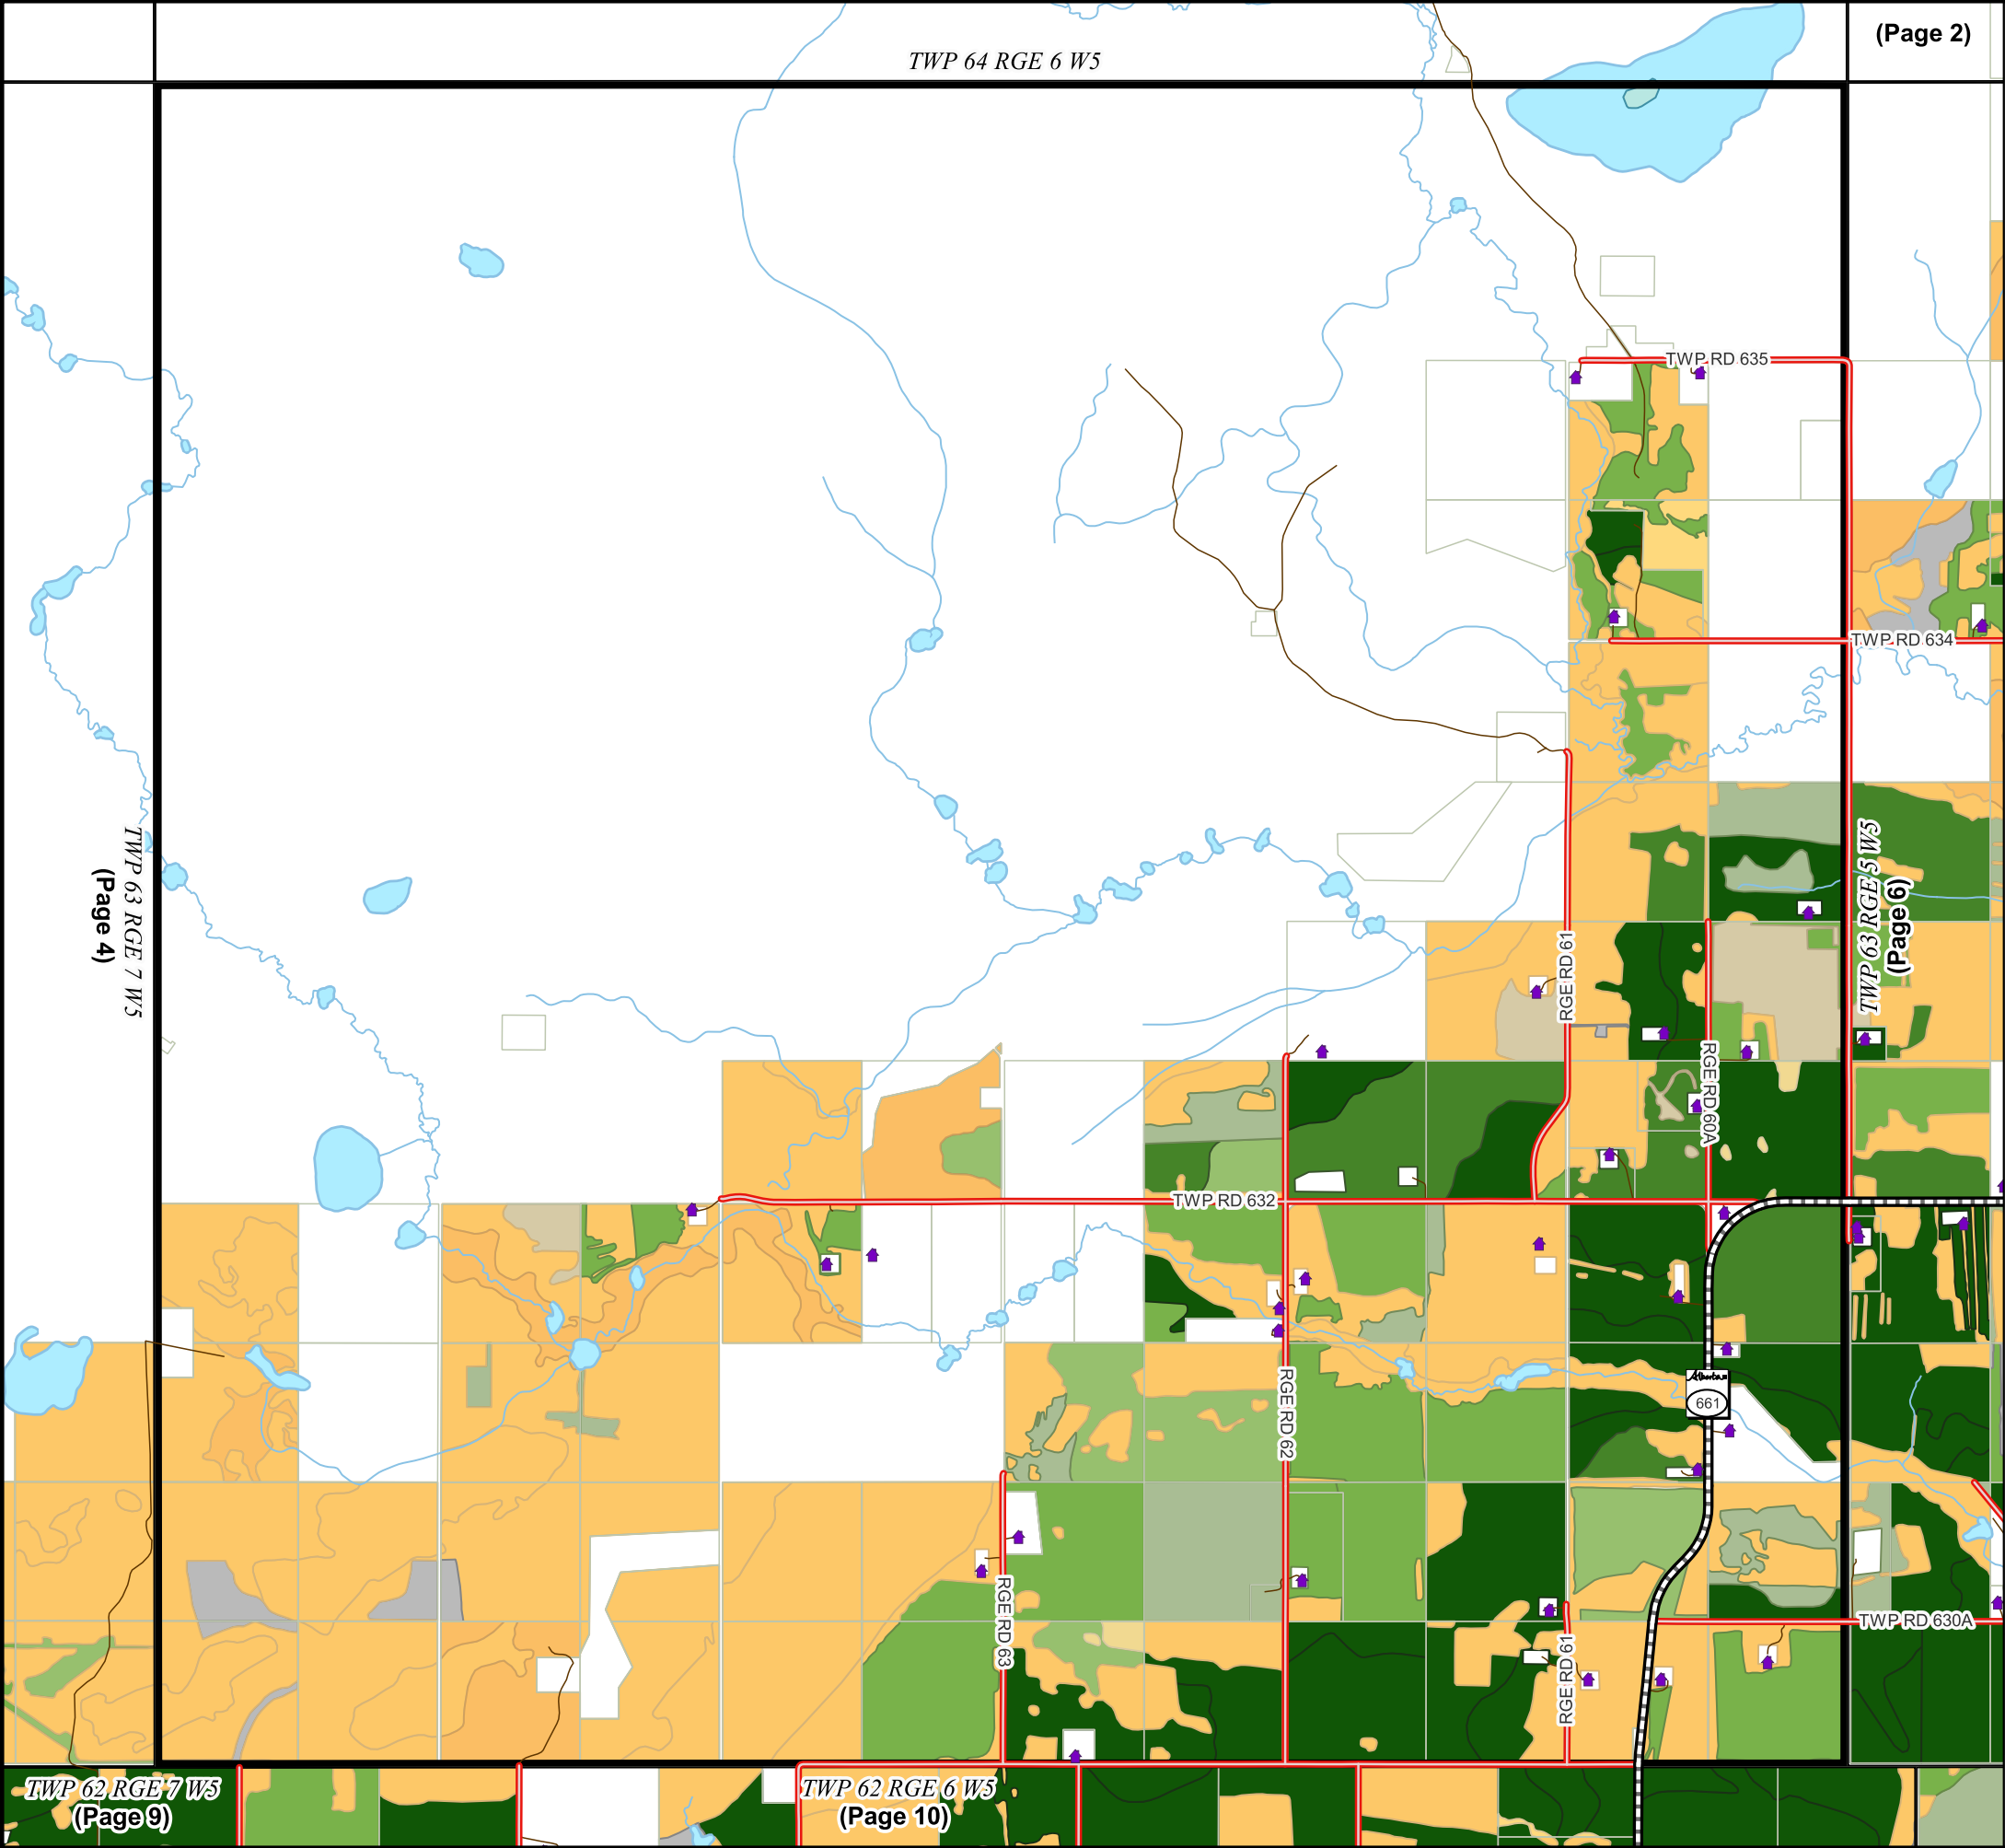 (Page 2)
TWP 64 RGE 6 W5
TWP RD 635
TWP RD 634
TWP 63 RGE 7 W5
(Page 4)
TWP 63 RGE 5 W5
(Page 6)
RGE RD 61
RGE RD 60A
TWP RD 632
RGE RD 62
Alberta
661
RGE RD 63
RGE RD 61
TWP RD 630A
TWP 62 RGE 7 W5
(Page 9)
TWP 62 RGE 6 W5
(Page 10)